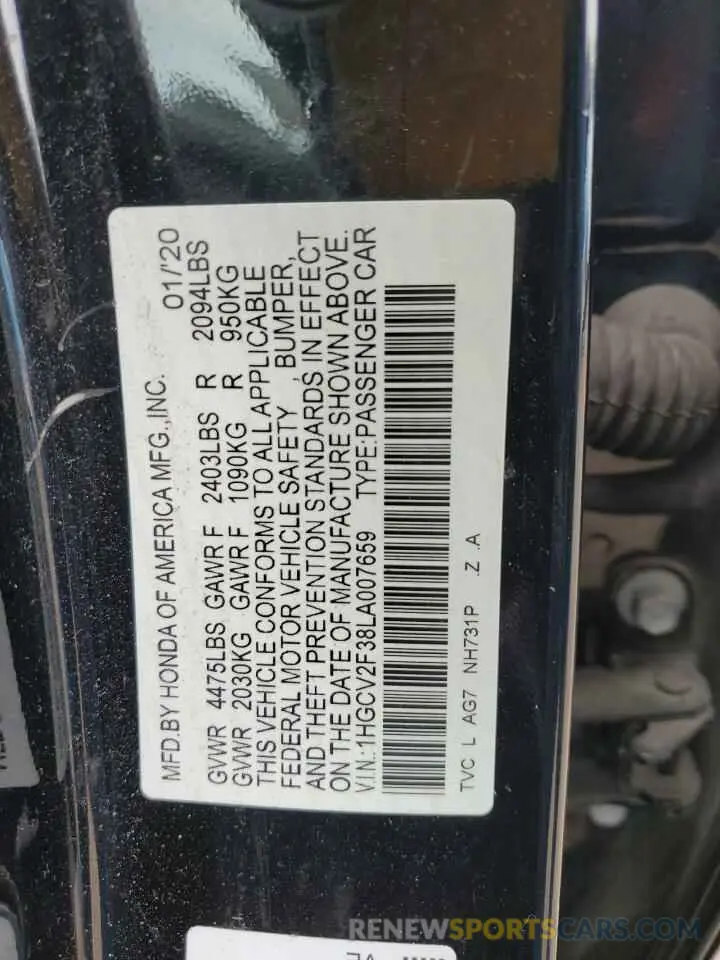 MFD.BY HONDA OF AMERICA MFG.,INC. 01/'20
GVWR 4475LBS GAWR F 2403LBS R 2094LBS
GVWR 2030KG GAWR F 1090KG R 950KG
THIS VEHICLE CONFORMS TO ALL APPLICABLE
FEDERAL MOTOR VEHICLE SAFETY , BUMPER,
AND THEFT PREVENTION STANDARDS IN EFFECT
ON THE DATE OF MANUFACTURE SHOWN ABOVE.
V.I.N.:1HGCV2F38LA007659 TYPE:PASSENGER CAR
TVC L AG7 NH731P .Z .A
RENEWSPORTSCARS.COM